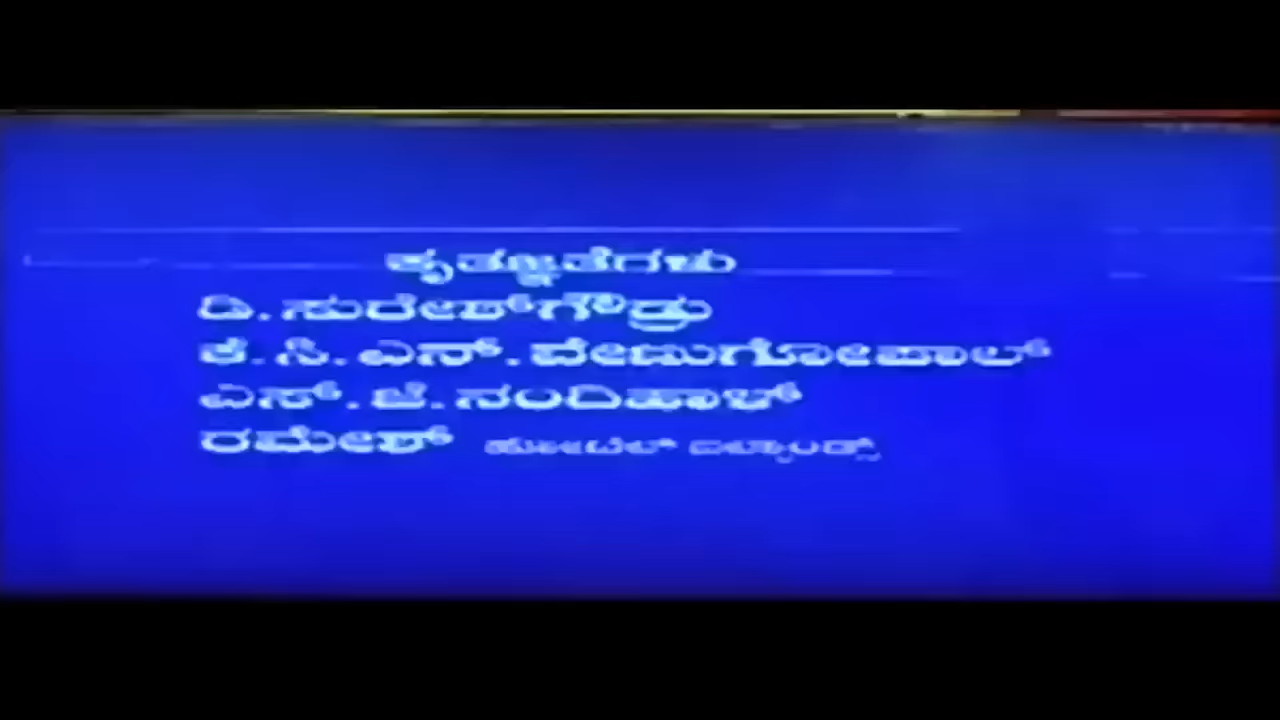 ಕೃತಜ್ಞತೆಗಳು
ಡಿ. ಸುರೇಶ್‌ಗೌಡ್ರು
ಕೆ. ಸಿ. ಎನ್. ವೇಣುಗೋಪಾಲ್
ಎಸ್. ಜೆ. ನಂದಿಹಾಳ್
ರಮೇಶ್ ಹೋಟೆಲ್